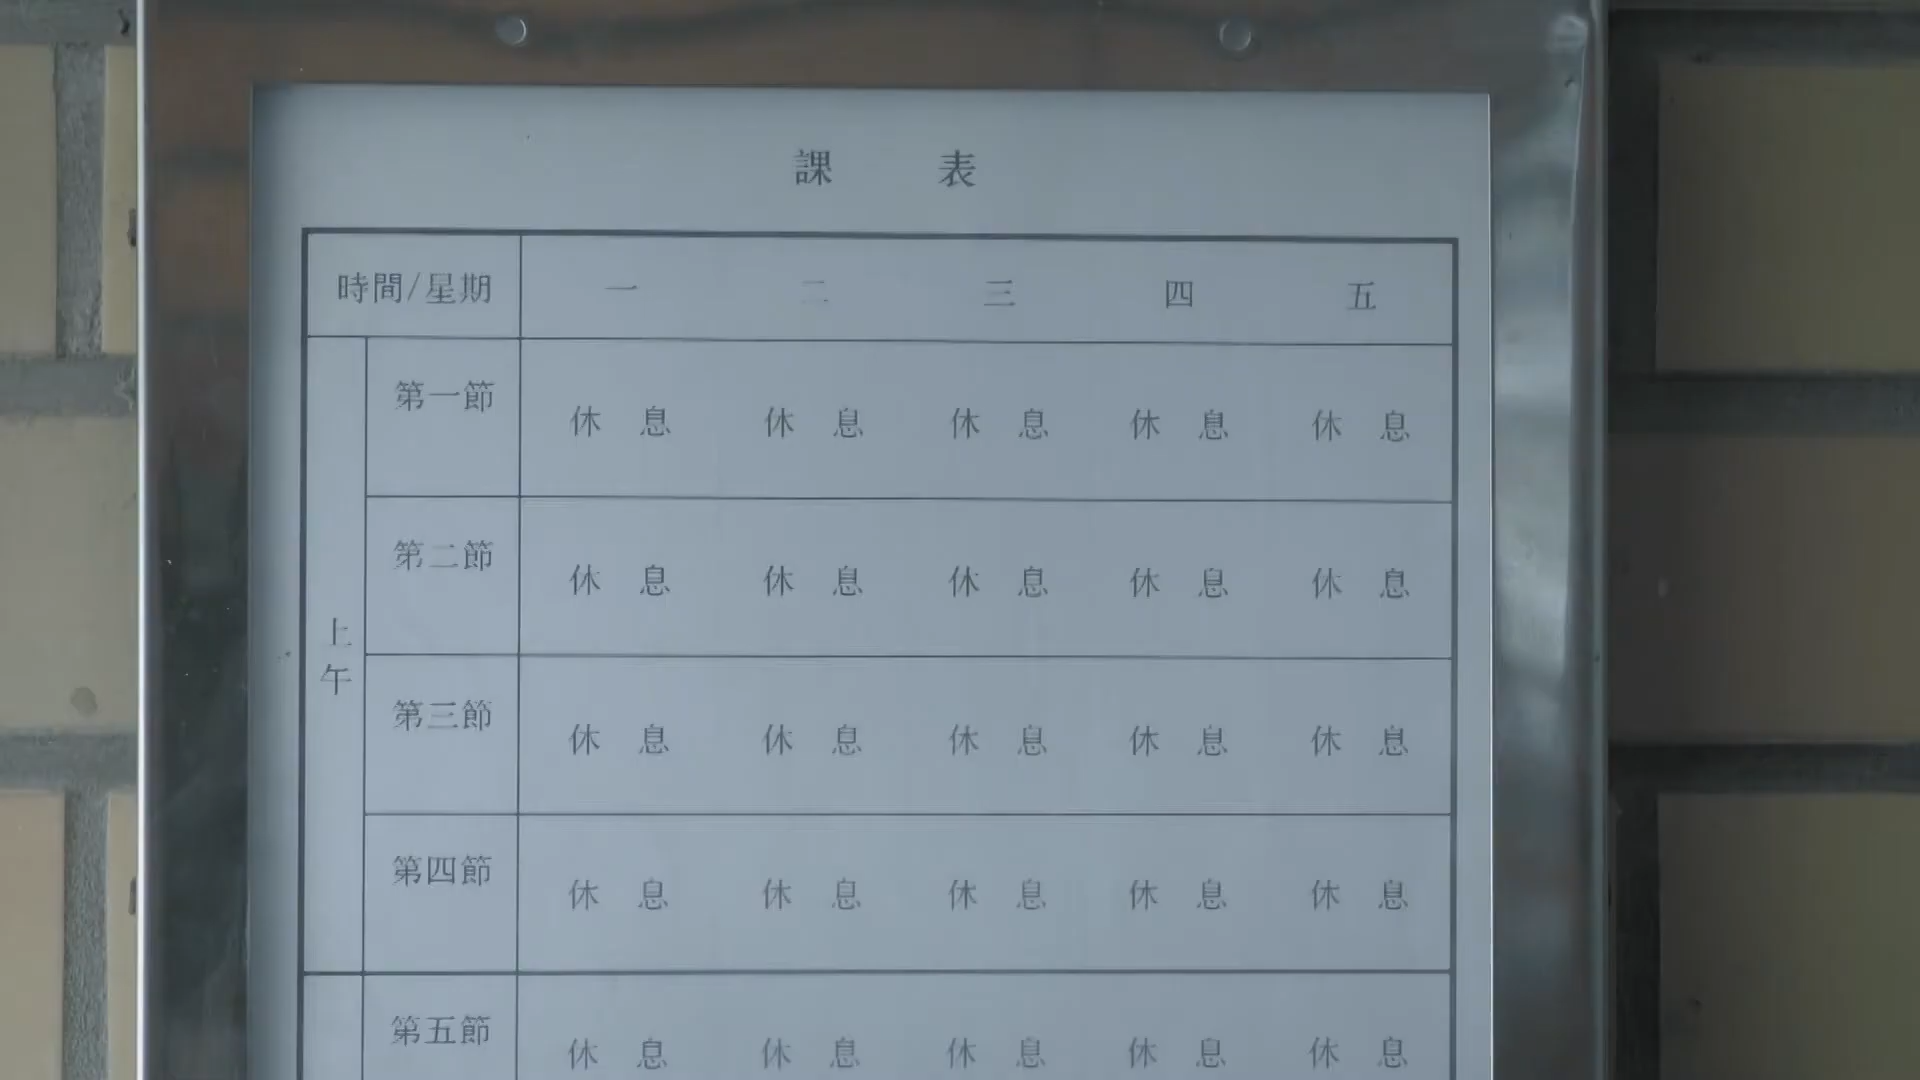 課 表
時間/星期 一 二 三 四 五
上午
第一節 休息 休息 休息 休息 休息
第二節 休息 休息 休息 休息 休息
第三節 休息 休息 休息 休息 休息
第四節 休息 休息 休息 休息 休息
第五節 休息 休息 休息 休息 休息